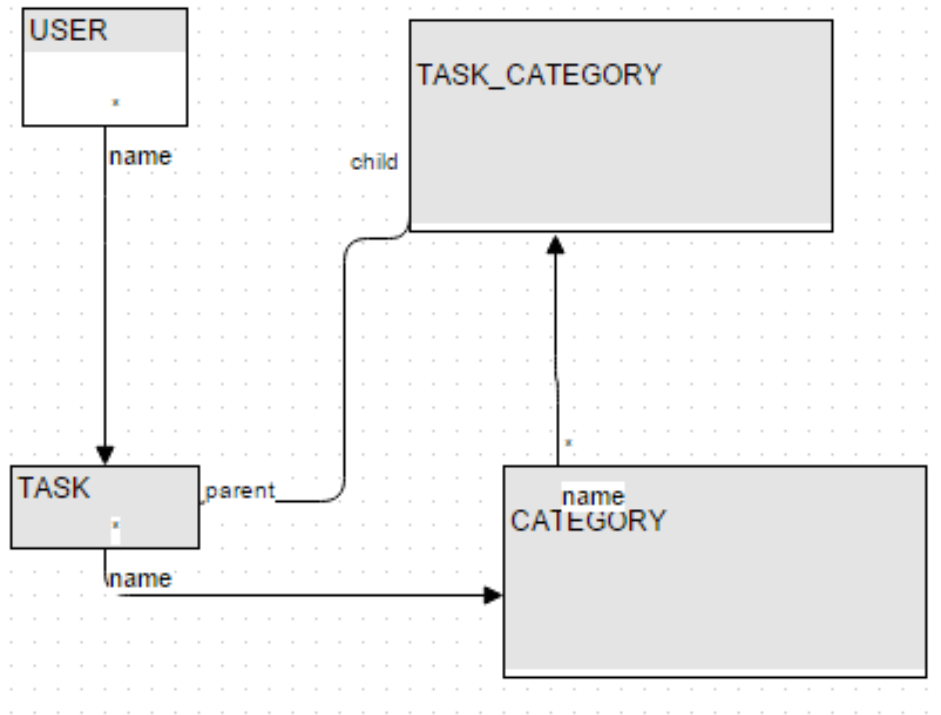 USER
*
name
TASK_CATEGORY
child
TASK
*
parent
name
*
name
CATEGORY